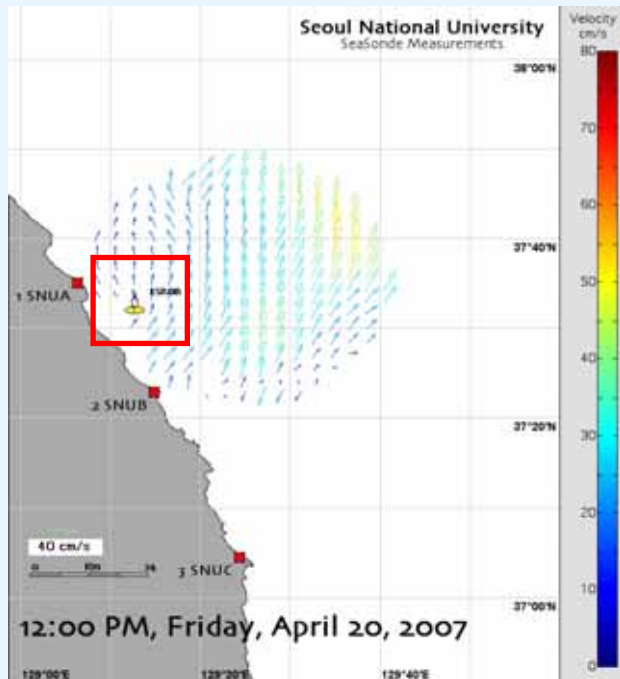 Seoul National University
SeaSonde Measurements
Velocity
cm/s
80
38°00'N
70
60
37°40'N
1 SNUA
50
40
2 SNUB
37°20'N
30
20
40 cm/s
3 SNUC
10
37°00'N
12:00 PM, Friday, April 20, 2007
0
129°00'E
129°20'E
129°40'E